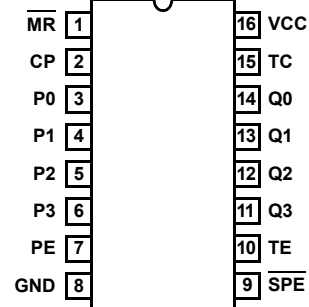 MR 1 16 VCC
CP 2 15 TC
P0 3 14 Q0
P1 4 13 Q1
P2 5 12 Q2
P3 6 11 Q3
PE 7 10 TE
GND 8 9 SPE